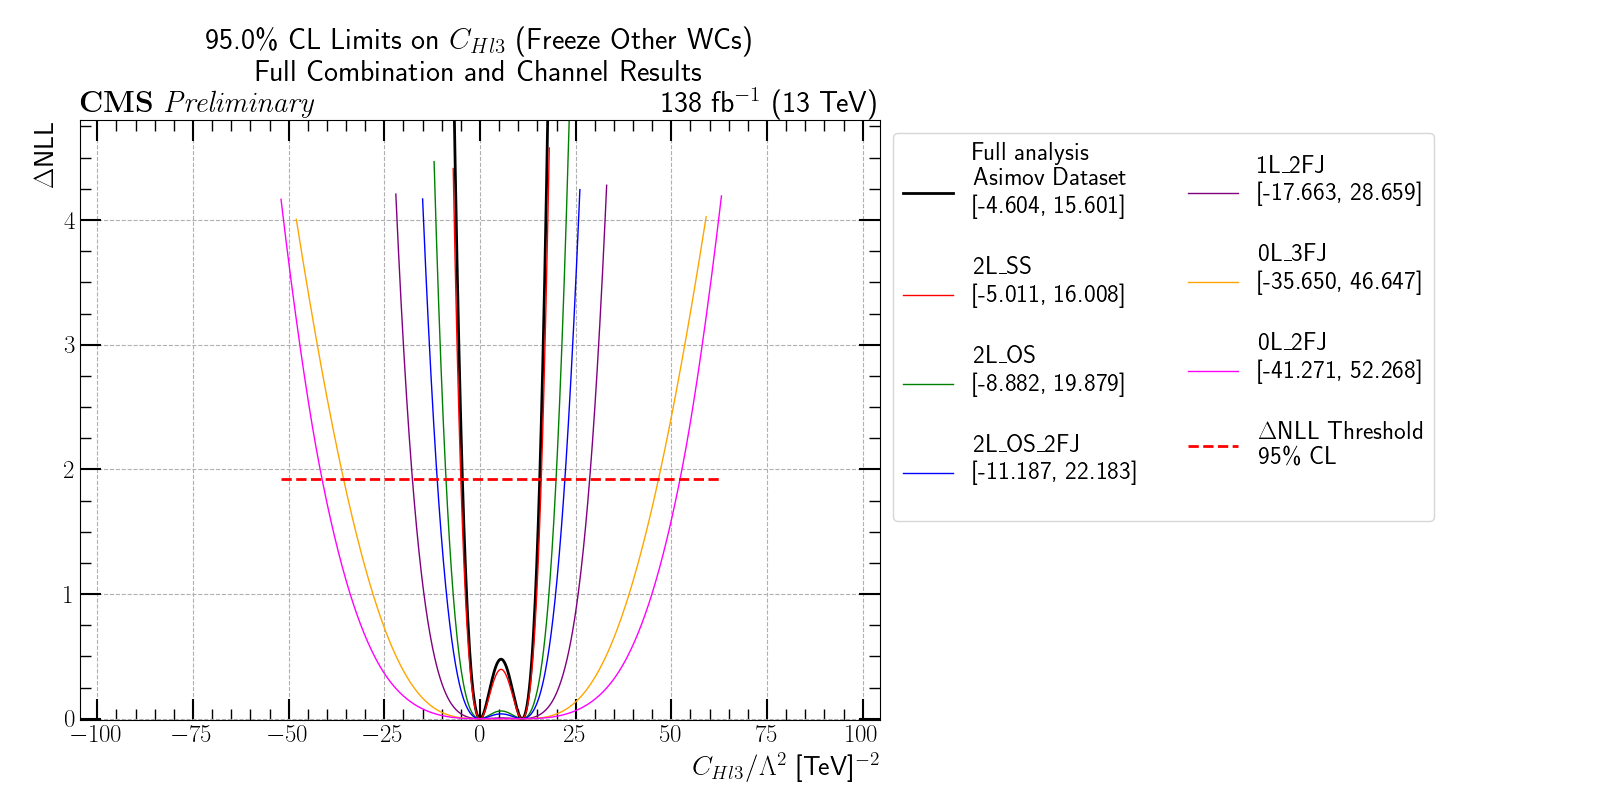 95.0% CL Limits on C_{Hl3} (Freeze Other WCs)
Full Combination and Channel Results
CMS Preliminary
138 fb^{-1} (13 TeV)
ΔNLL
4
3
2
1
0
−100
−75
−50
−25
0
25
50
75
100
C_{Hl3}/Λ^2 [TeV]^{-2}
Full analysis
Asimov Dataset
[-4.604, 15.601]
2L_SS
[-5.011, 16.008]
2L_OS
[-8.882, 19.879]
2L_OS_2FJ
[-11.187, 22.183]
1L_2FJ
[-17.663, 28.659]
0L_3FJ
[-35.650, 46.647]
0L_2FJ
[-41.271, 52.268]
ΔNLL Threshold
95% CL